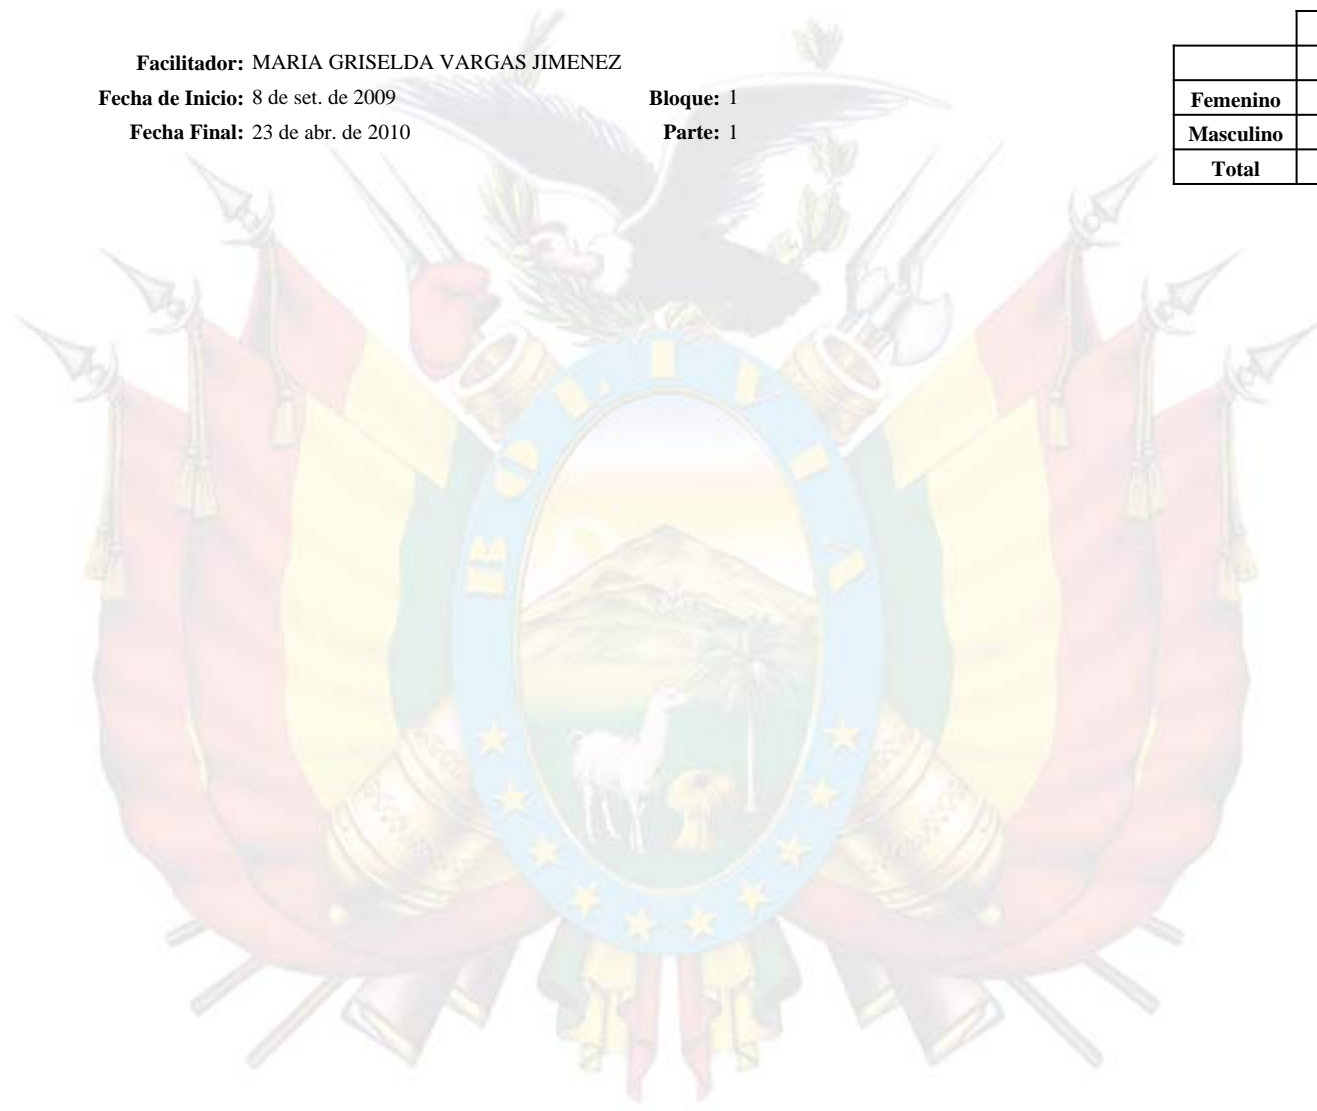 Facilitador: MARIA GRISELDA VARGAS JIMENEZ
Fecha de Inicio: 8 de set. de 2009 Bloque: 1
Fecha Final: 23 de abr. de 2010 Parte: 1
Femenino
Masculino
Total
BOLIVIA